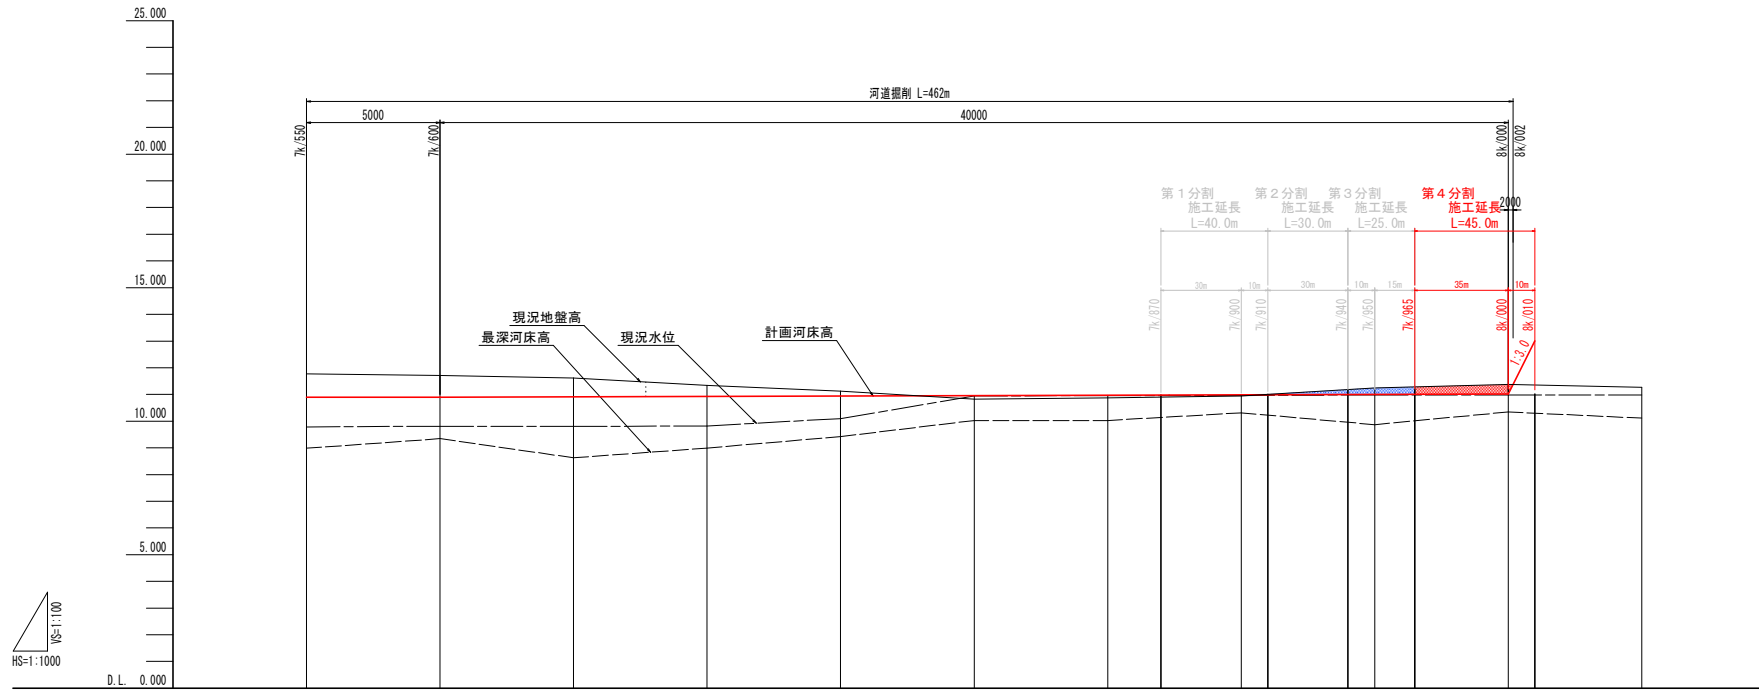 25.000
河道掘削 L=462m
5000
40000
7k/550
7k/600
8k/000
8k/002
20.000
第１分割
施工延長
L=40.0m
第２分割
施工延長
L=30.0m
第３分割
施工延長
L=25.0m
第４分割
施工延長
L=45.0m
2000
15.000
30m
10m
30m
10m
15m
35m
10m
7k/870
7k/900
7k/910
7k/940
7k/950
7k/965
8k/000
8k/010
現況地盤高
最深河床高
現況水位
計画河床高
1:3.0
10.000
5.000
VS=1:100
HS=1:1000
D.L. 0.000